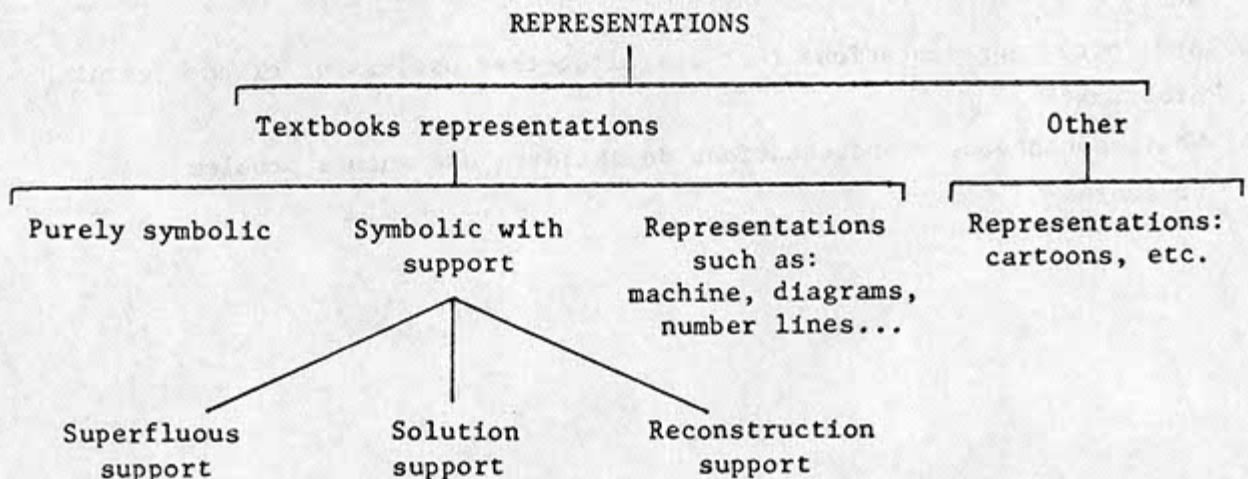 REPRESENTATIONS
Textbooks representations
Other
Purely symbolic
Symbolic with
support
Representations
such as:
machine, diagrams,
number lines...
Representations:
cartoons, etc.
Superfluous
support
Solution
support
Reconstruction
support